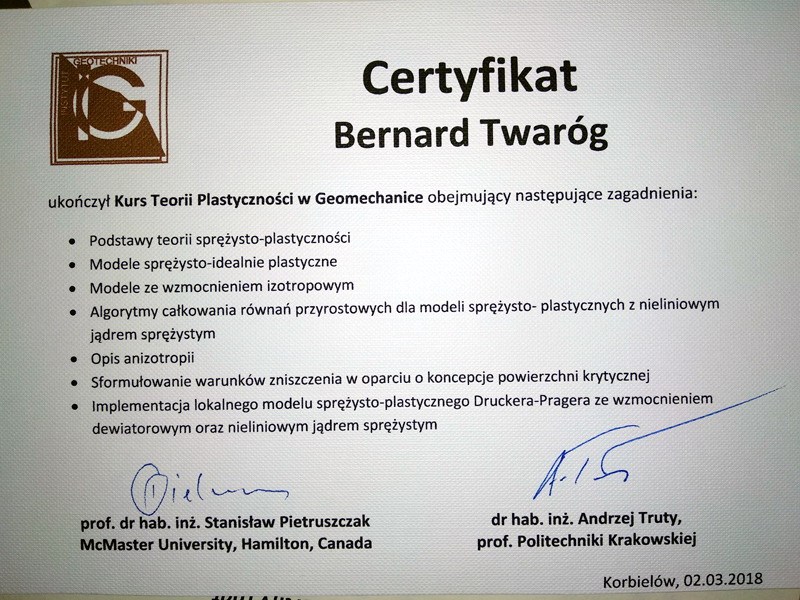 INSTYTUT
GEOTECHNIKI
IG
Certyfikat
Bernard Twaróg
ukończył Kurs Teorii Plastyczności w Geomechanice obejmujący następujące zagadnienia:
• Podstawy teorii sprężysto-plastyczności
• Modele sprężysto-idealnie plastyczne
• Modele ze wzmocnieniem izotropowym
• Algorytmy całkowania równań przyrostowych dla modeli sprężysto- plastycznych z nieliniowym
jądrem sprężystym
• Opis anizotropii
• Sformułowanie warunków zniszczenia w oparciu o koncepcje powierzchni krytycznej
• Implementacja lokalnego modelu sprężysto-plastycznego Druckera-Pragera ze wzmocnieniem
dewiatorowym oraz nieliniowym jądrem sprężystym
prof. dr hab. inż. Stanisław Pietruszczak
McMaster University, Hamilton, Canada
dr hab. inż. Andrzej Truty,
prof. Politechniki Krakowskiej
Korbielów, 02.03.2018